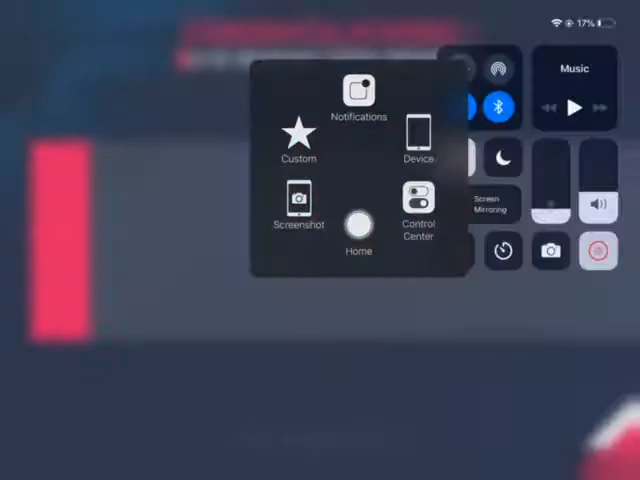 17%
Music
Notifications
Custom
Device
Screen
Mirroring
Screenshot
Control
Center
Home